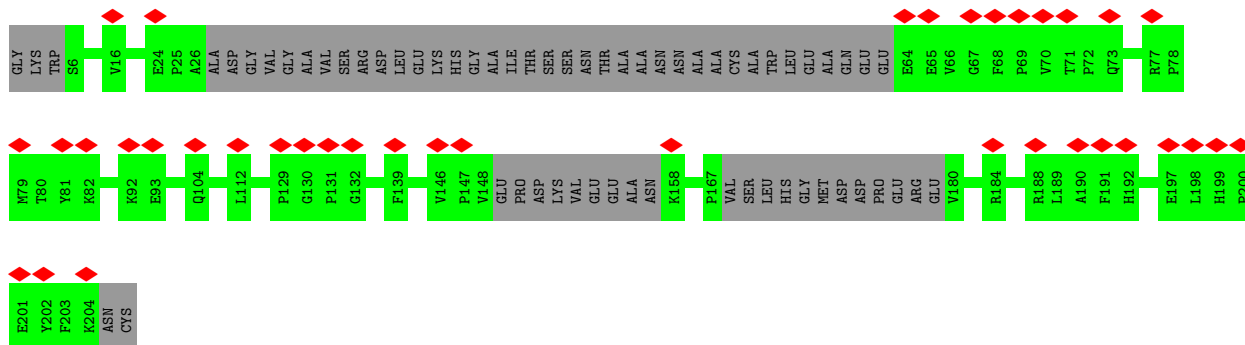 GLY LYS TRP S6 V16 E24 P25 A26 ALA ASP GLY VAL GLY ALA VAL SER ARG ASP LEU GLU LYS HIS GLY ALA ILE THR SER SER ASN THR ALA ALA ASN ASN ALA ALA CYS ALA TRP LEU GLU ALA GLN GLU GLU E64 E65 V66 G67 F68 P69 V70 T71 P72 Q73 R77 P78
M79 T80 Y81 K82 K92 E93 Q104 L112 P129 G130 P131 G132 F139 V146 P147 V148 GLU PRO ASP LYS VAL GLU GLU ALA ASN K158 P167 VAL SER LEU HIS GLY MET ASP ASP PRO GLU ARG GLU V180 R184 R188 L189 A190 F191 H192 E197 L198 H199 P200
E201 Y202 F203 K204 ASN CYS